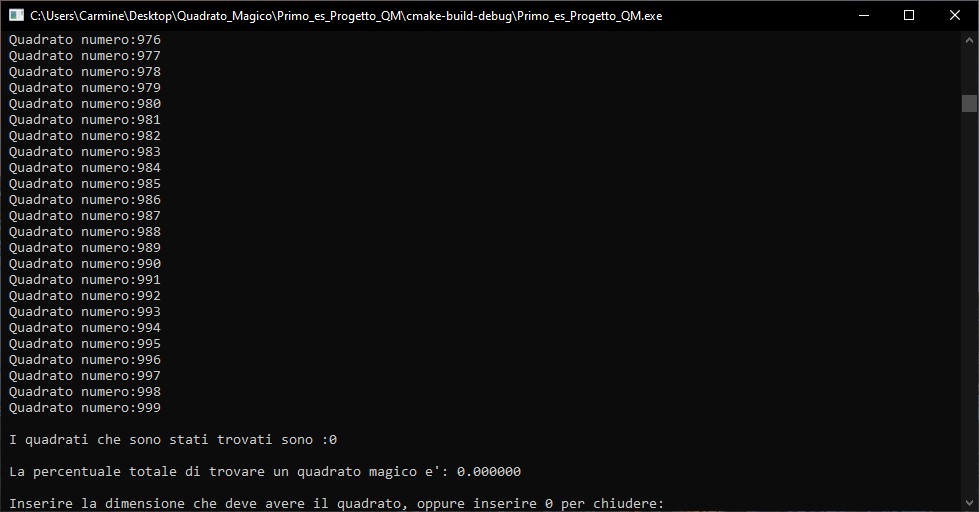 C:\Users\Carmine\Desktop\Quadrato_Magico\Primo_es_Progetto_QM\cmake-build-debug\Primo_es_Progetto_QM.exe
Quadrato numero:976
Quadrato numero:977
Quadrato numero:978
Quadrato numero:979
Quadrato numero:980
Quadrato numero:981
Quadrato numero:982
Quadrato numero:983
Quadrato numero:984
Quadrato numero:985
Quadrato numero:986
Quadrato numero:987
Quadrato numero:988
Quadrato numero:989
Quadrato numero:990
Quadrato numero:991
Quadrato numero:992
Quadrato numero:993
Quadrato numero:994
Quadrato numero:995
Quadrato numero:996
Quadrato numero:997
Quadrato numero:998
Quadrato numero:999
I quadrati che sono stati trovati sono :0
La percentuale totale di trovare un quadrato magico e': 0.000000
Inserire la dimensione che deve avere il quadrato, oppure inserire 0 per chiudere: